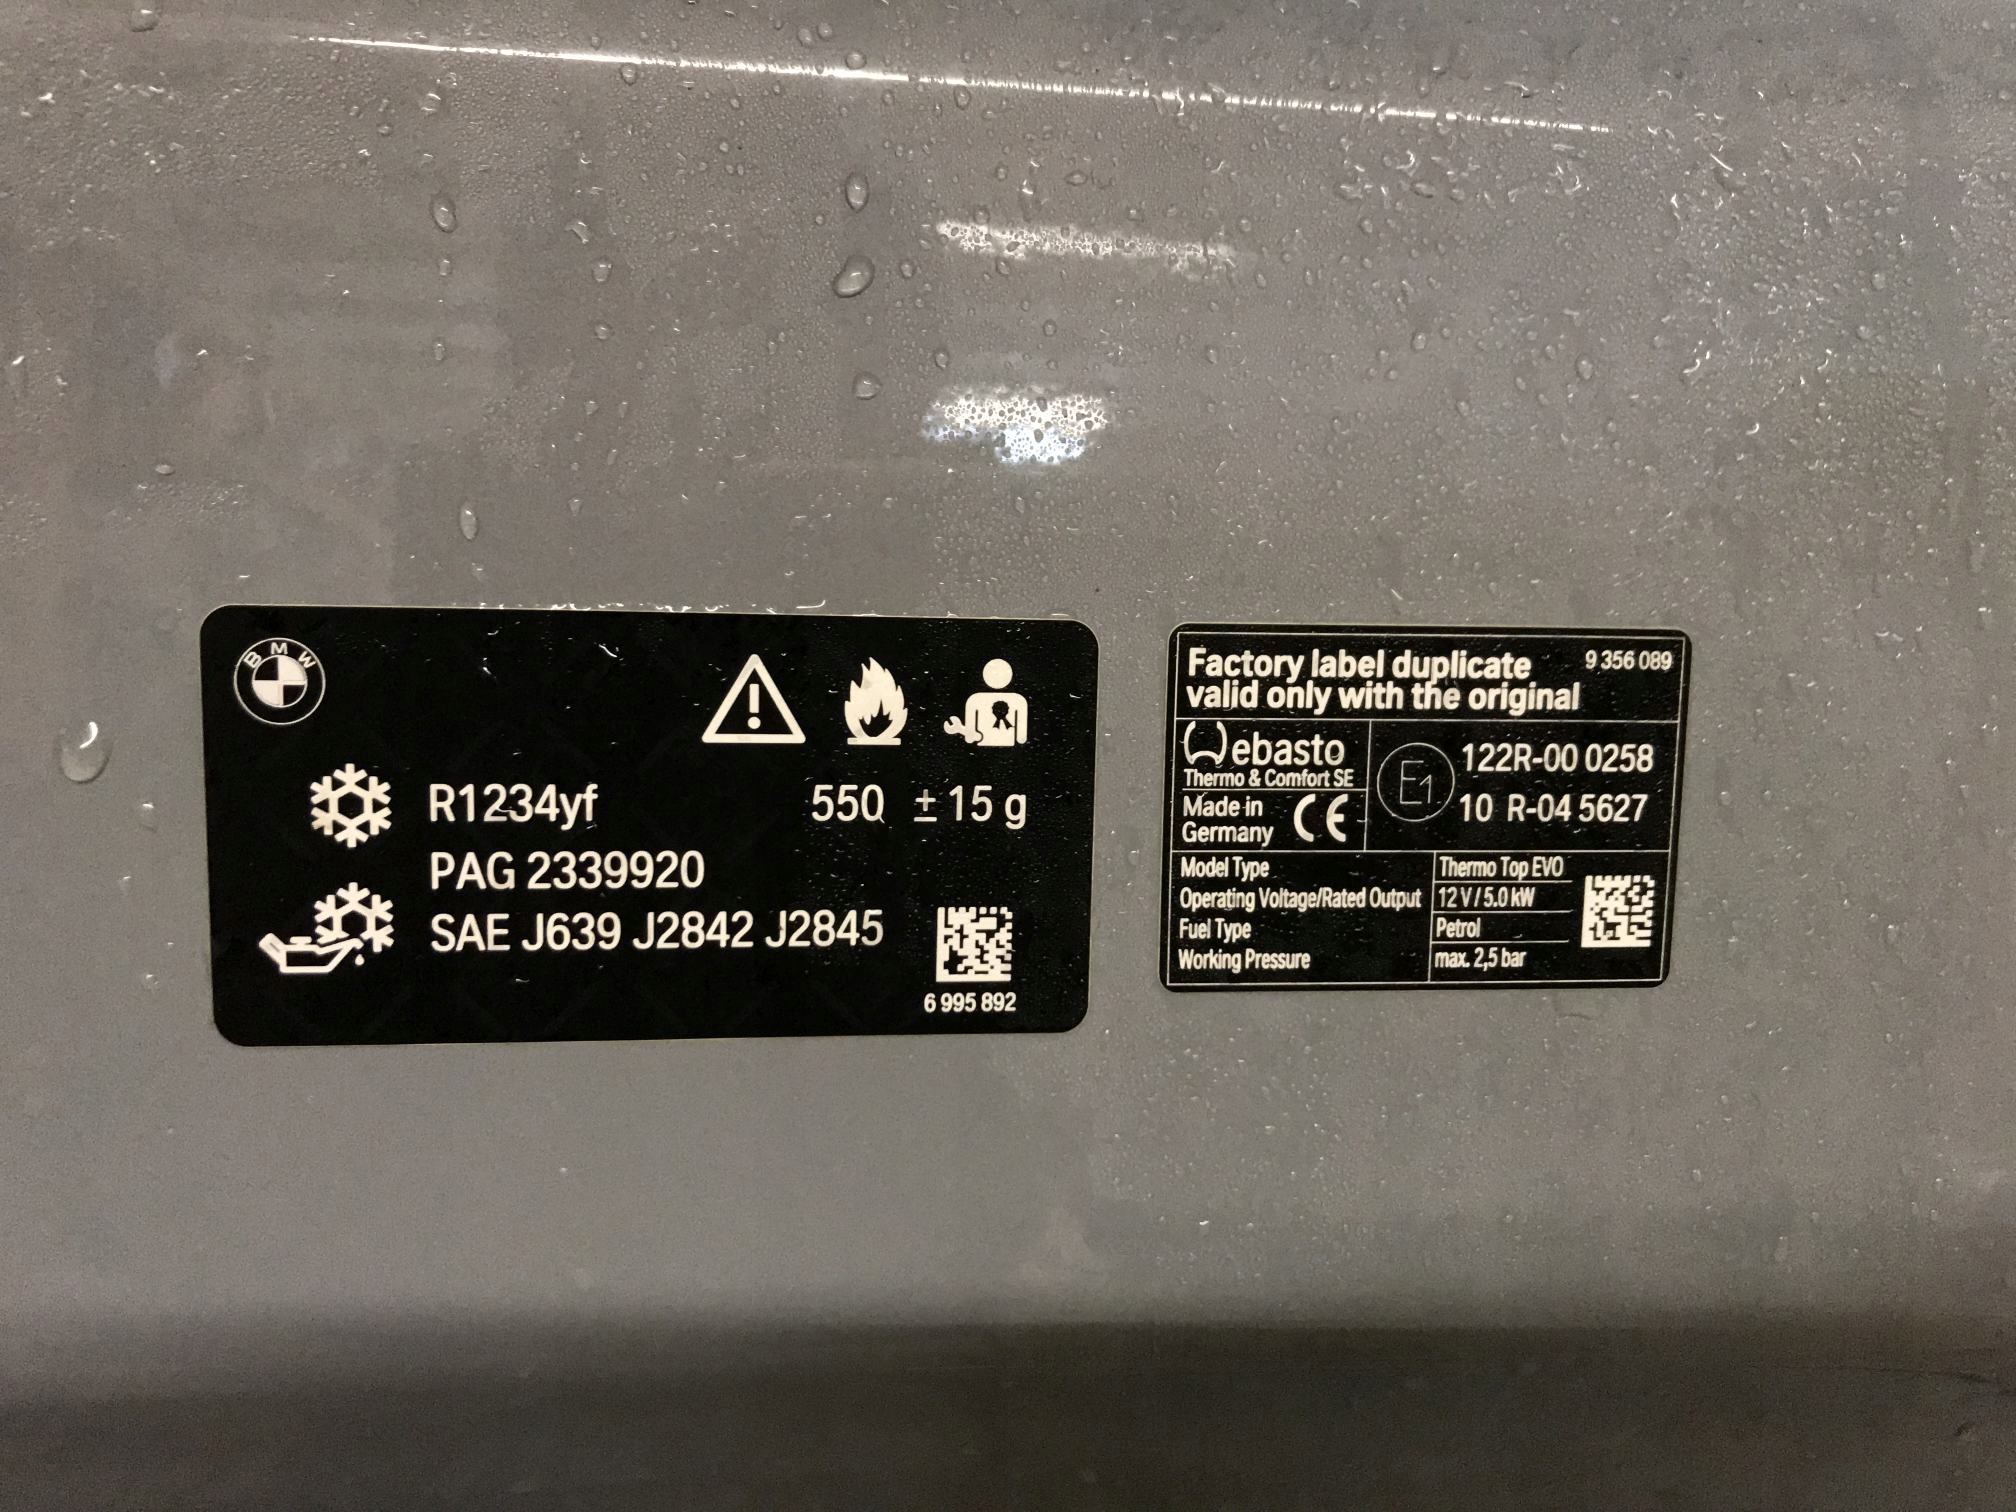 BMW
R1234yf 550 ± 15 g
PAG 2339920
SAE J639 J2842 J2845
6 995 892
Factory label duplicate 9 356 089
valid only with the original
Webasto
Thermo & Comfort SE
Made in
Germany
CE
E1
122R-00 0258
10 R-04 5627
Model Type Thermo Top EVO
Operating Voltage/Rated Output 12 V / 5.0 kW
Fuel Type Petrol
Working Pressure max. 2,5 bar